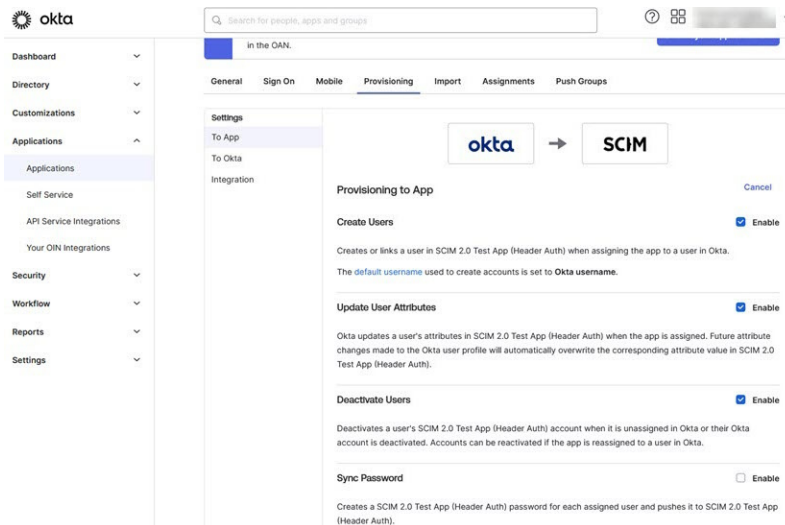 okta
Search for people, apps and groups
in the OAN.
Dashboard
Directory
Customizations
Applications
Applications
Self Service
API Service Integrations
Your OIN Integrations
Security
Workflow
Reports
Settings
General Sign On Mobile Provisioning Import Assignments Push Groups
Settings
To App
To Okta
Integration
okta → SCIM
Provisioning to App
Cancel
Create Users
Enable
Creates or links a user in SCIM 2.0 Test App (Header Auth) when assigning the app to a user in Okta.
The default username used to create accounts is set to Okta username.
Update User Attributes
Enable
Okta updates a user's attributes in SCIM 2.0 Test App (Header Auth) when the app is assigned. Future attribute
changes made to the Okta user profile will automatically overwrite the corresponding attribute value in SCIM 2.0
Test App (Header Auth).
Deactivate Users
Enable
Deactivates a user's SCIM 2.0 Test App (Header Auth) account when it is unassigned in Okta or their Okta
account is deactivated. Accounts can be reactivated if the app is reassigned to a user in Okta.
Sync Password
Enable
Creates a SCIM 2.0 Test App (Header Auth) password for each assigned user and pushes it to SCIM 2.0 Test App
(Header Auth).